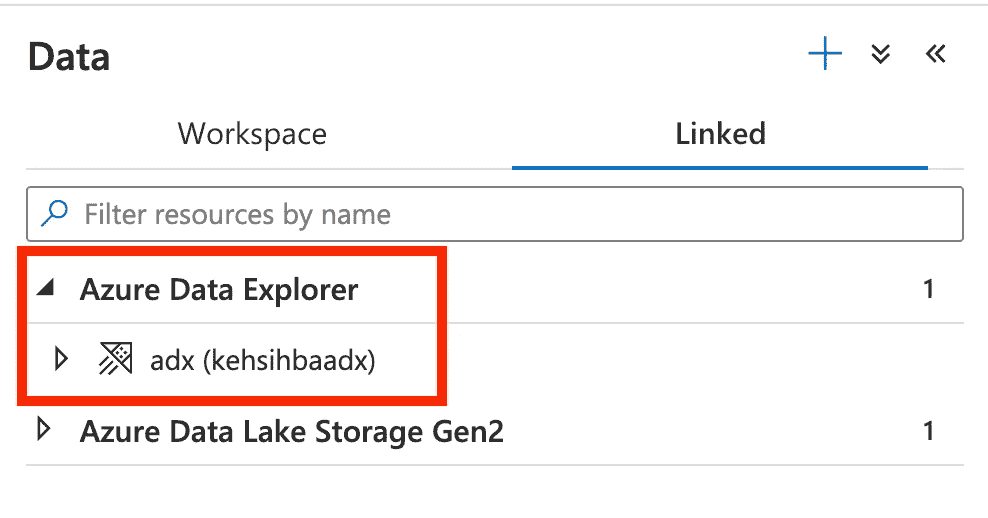 Data
Workspace Linked
Filter resources by name
Azure Data Explorer 1
adx (kehsihbaadx)
Azure Data Lake Storage Gen2 1